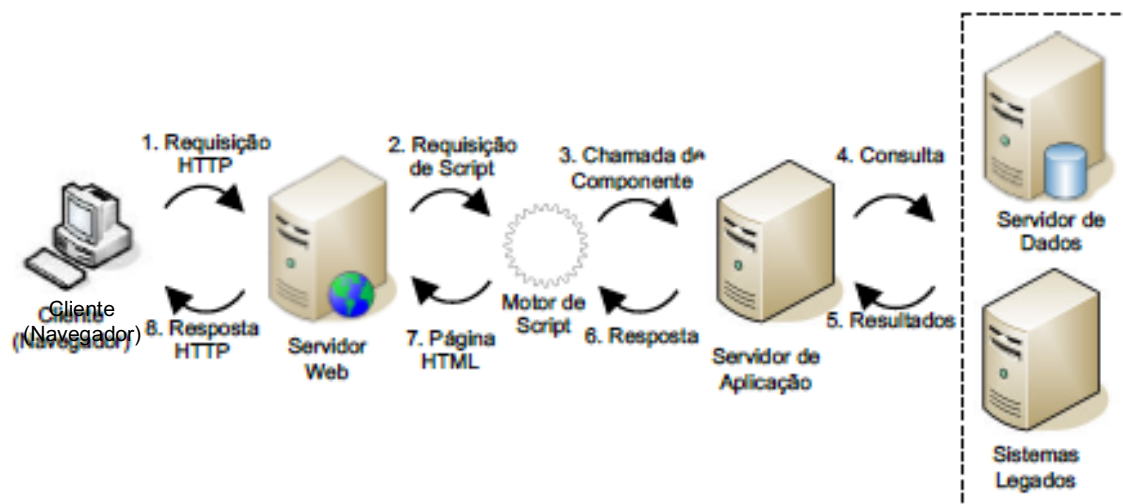 1. Requisição
HTTP
2. Requisição
de Script
3. Chamada de
Componente
4. Consulta
Servidor de
Dados
Cliente
(Navegador)
Cliente
(Navegador)
8. Resposta
HTTP
Servidor
Web
7. Página
HTML
Motor de
Script
6. Resposta
Servidor de
Aplicação
5. Resultados
Sistemas
Legados